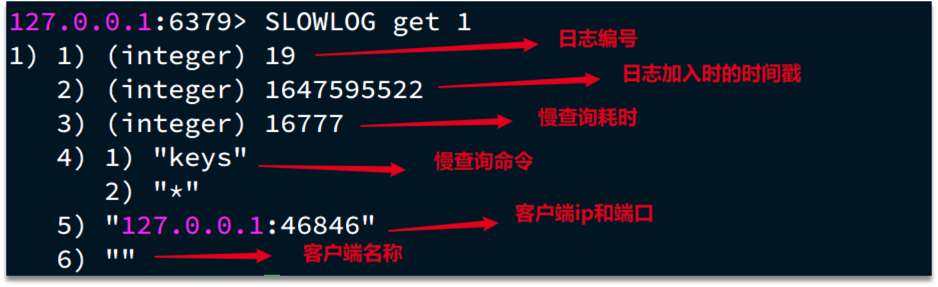 127.0.0.1:6379> SLOWLOG get 1
1) 1) (integer) 19 日志编号
2) (integer) 1647595522 日志加入时的时间戳
3) (integer) 16777 慢查询耗时
4) 1) "keys" 慢查询命令
2) "*"
5) "127.0.0.1:46846" 客户端ip和端口
6) "" 客户端名称